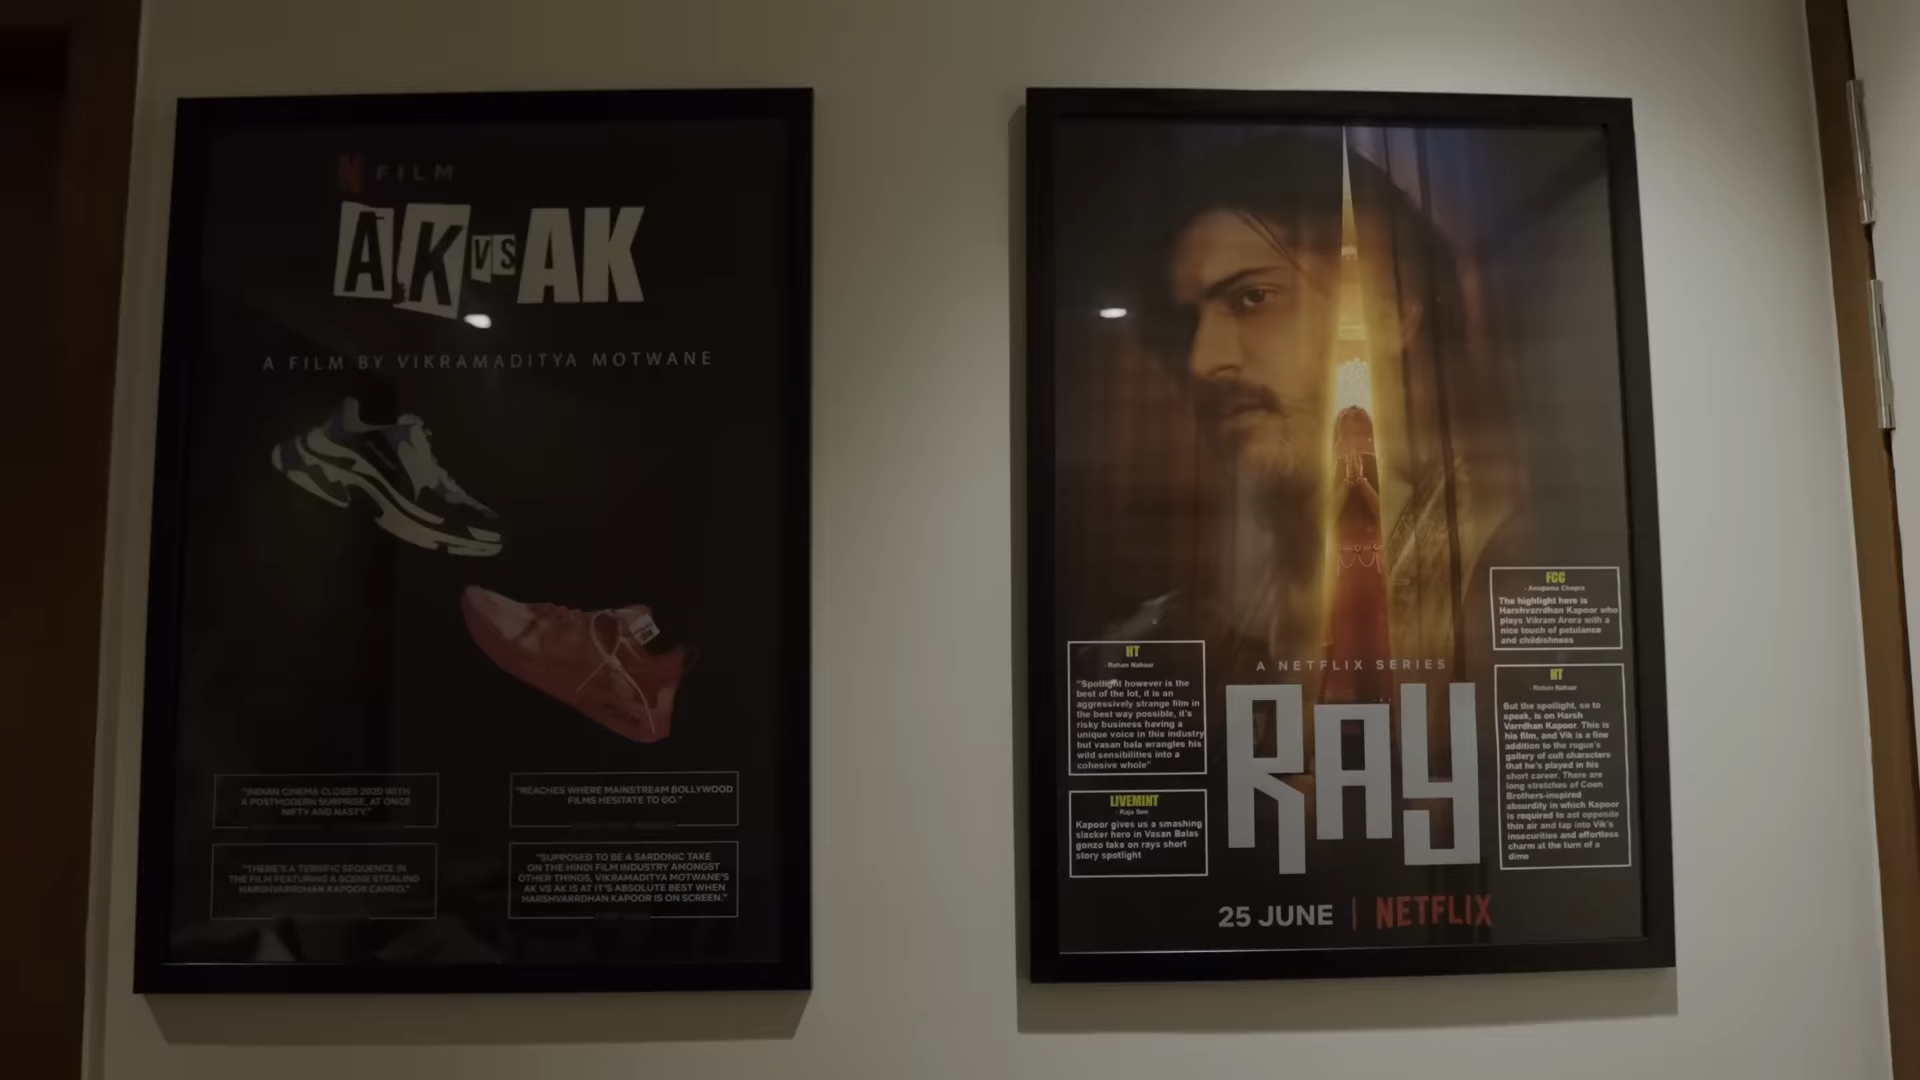 N FILM
AK vs AK
A FILM BY VIKRAMADITYA MOTWANE
"INDIAN CINEMA CLOSES 2020 WITH
A POSTMODERN SURPRISE, AT ONCE
NIFTY AND NASTY."
"REACHES WHERE MAINSTREAM BOLLYWOOD
FILMS HESITATE TO GO."
"THERE'S A TERRIFIC SEQUENCE IN
THE FILM FEATURING A SCENE STEALING
HARSHVARRDHAN KAPOOR CAMEO."
"SUPPOSED TO BE A SARDONIC TAKE
ON THE HINDI FILM INDUSTRY AMONGST
OTHER THINGS, VIKRAMADITYA MOTWANE'S
AK VS AK IS AT IT'S ABSOLUTE BEST WHEN
HARSHVARRDHAN KAPOOR IS ON SCREEN."
FCC
- Anupama Chopra
The highlight here is
Harshvarrdhan Kapoor who
plays Vikram Arora with a
nice touch of petulance
and childishness
HT
- Rohan Nahaar
"Spotlight however is the
best of the lot, it is an
aggressively strange film in
the best way possible, it's
risky business having a
unique voice in this industry
but vasan bala wrangles his
wild sensibilities into a
cohesive whole"
LIVEMINT
- Raja Sen
Kapoor gives us a smashing
slacker hero in Vasan Balas
gonzo take on rays short
story spotlight
HT
- Rohan Nahaar
But the spotlight, so to
speak, is on Harsh
Varrdhan Kapoor. This is
his film, and Vik is a fine
addition to the rogue's
gallery of cult characters
that he's played in his
short career. There are
long stretches of Coen
Brothers-inspired
absurdity in which Kapoor
is required to act opposite
thin air and tap into Vik's
insecurities and effortless
charm at the turn of a
dime
A NETFLIX SERIES
RAY
25 JUNE | NETFLIX